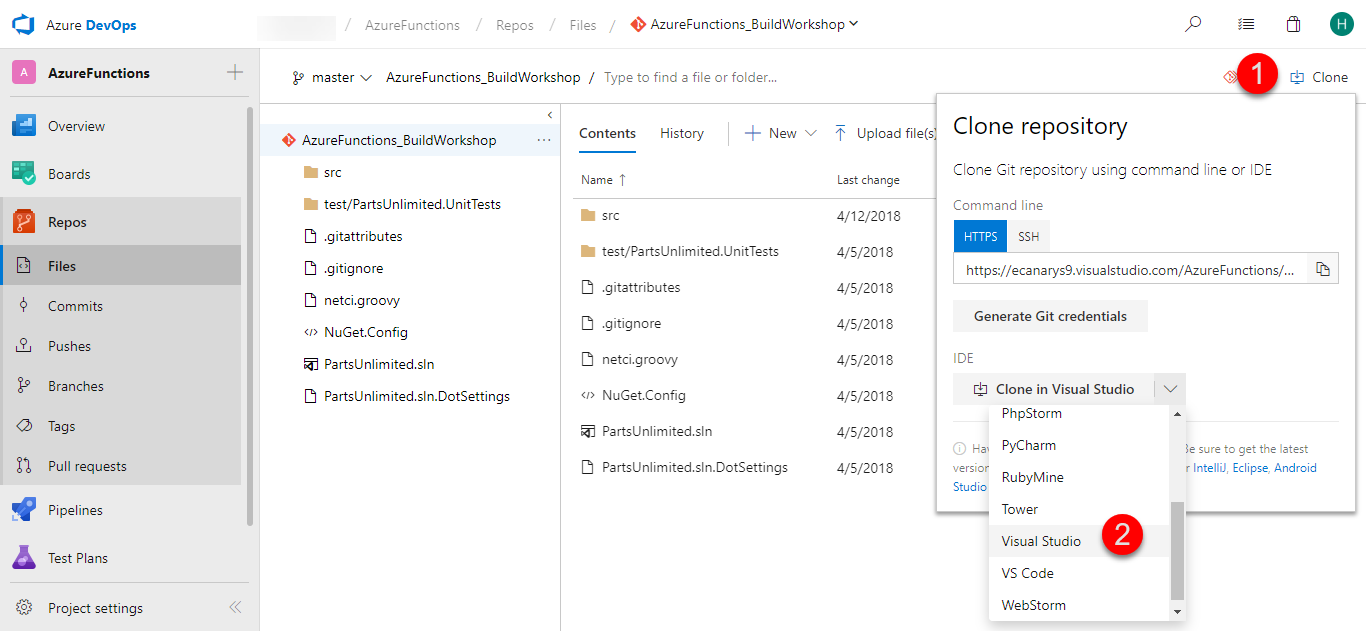 Azure DevOps / AzureFunctions / Repos / Files / AzureFunctions_BuildWorkshop H
A AzureFunctions
Overview
Boards
Repos
Files
Commits
Pushes
Branches
Tags
Pull requests
Pipelines
Test Plans
Project settings
master AzureFunctions_BuildWorkshop / Type to find a file or folder... 1 Clone
AzureFunctions_BuildWorkshop ...
src
test/PartsUnlimited.UnitTests
.gitattributes
.gitignore
netci.groovy
NuGet.Config
PartsUnlimited.sln
PartsUnlimited.sln.DotSettings
Contents History New Upload file(s)
Name ↑ Last change
src 4/12/2018
test/PartsUnlimited.UnitTests 4/5/2018
.gitattributes 4/5/2018
.gitignore 4/5/2018
netci.groovy 4/5/2018
NuGet.Config 4/5/2018
PartsUnlimited.sln 4/5/2018
PartsUnlimited.sln.DotSettings 4/5/2018
Clone repository
Clone Git repository using command line or IDE
Command line
HTTPS SSH
https://ecanarys9.visualstudio.com/AzureFunctions/...
Generate Git credentials
IDE
Clone in Visual Studio
PhpStorm
PyCharm
RubyMine
Tower
Visual Studio 2
VS Code
WebStorm
Be sure to get the latest
version IntelliJ, Eclipse, Android
Studio